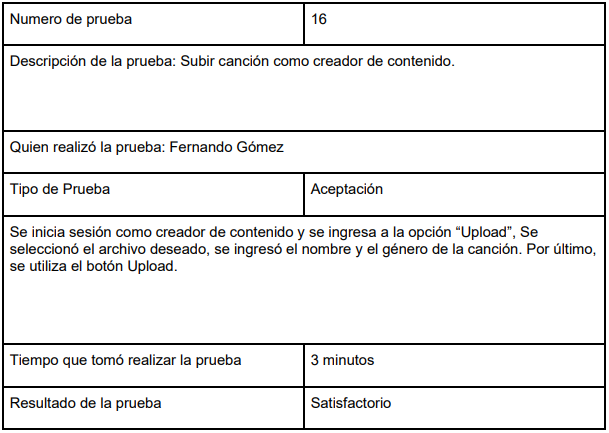 Numero de prueba 16
Descripción de la prueba: Subir canción como creador de contenido.
Quien realizó la prueba: Fernando Gómez
Tipo de Prueba Aceptación
Se inicia sesión como creador de contenido y se ingresa a la opción “Upload”, Se
seleccionó el archivo deseado, se ingresó el nombre y el género de la canción. Por último,
se utiliza el botón Upload.
Tiempo que tomó realizar la prueba 3 minutos
Resultado de la prueba Satisfactorio